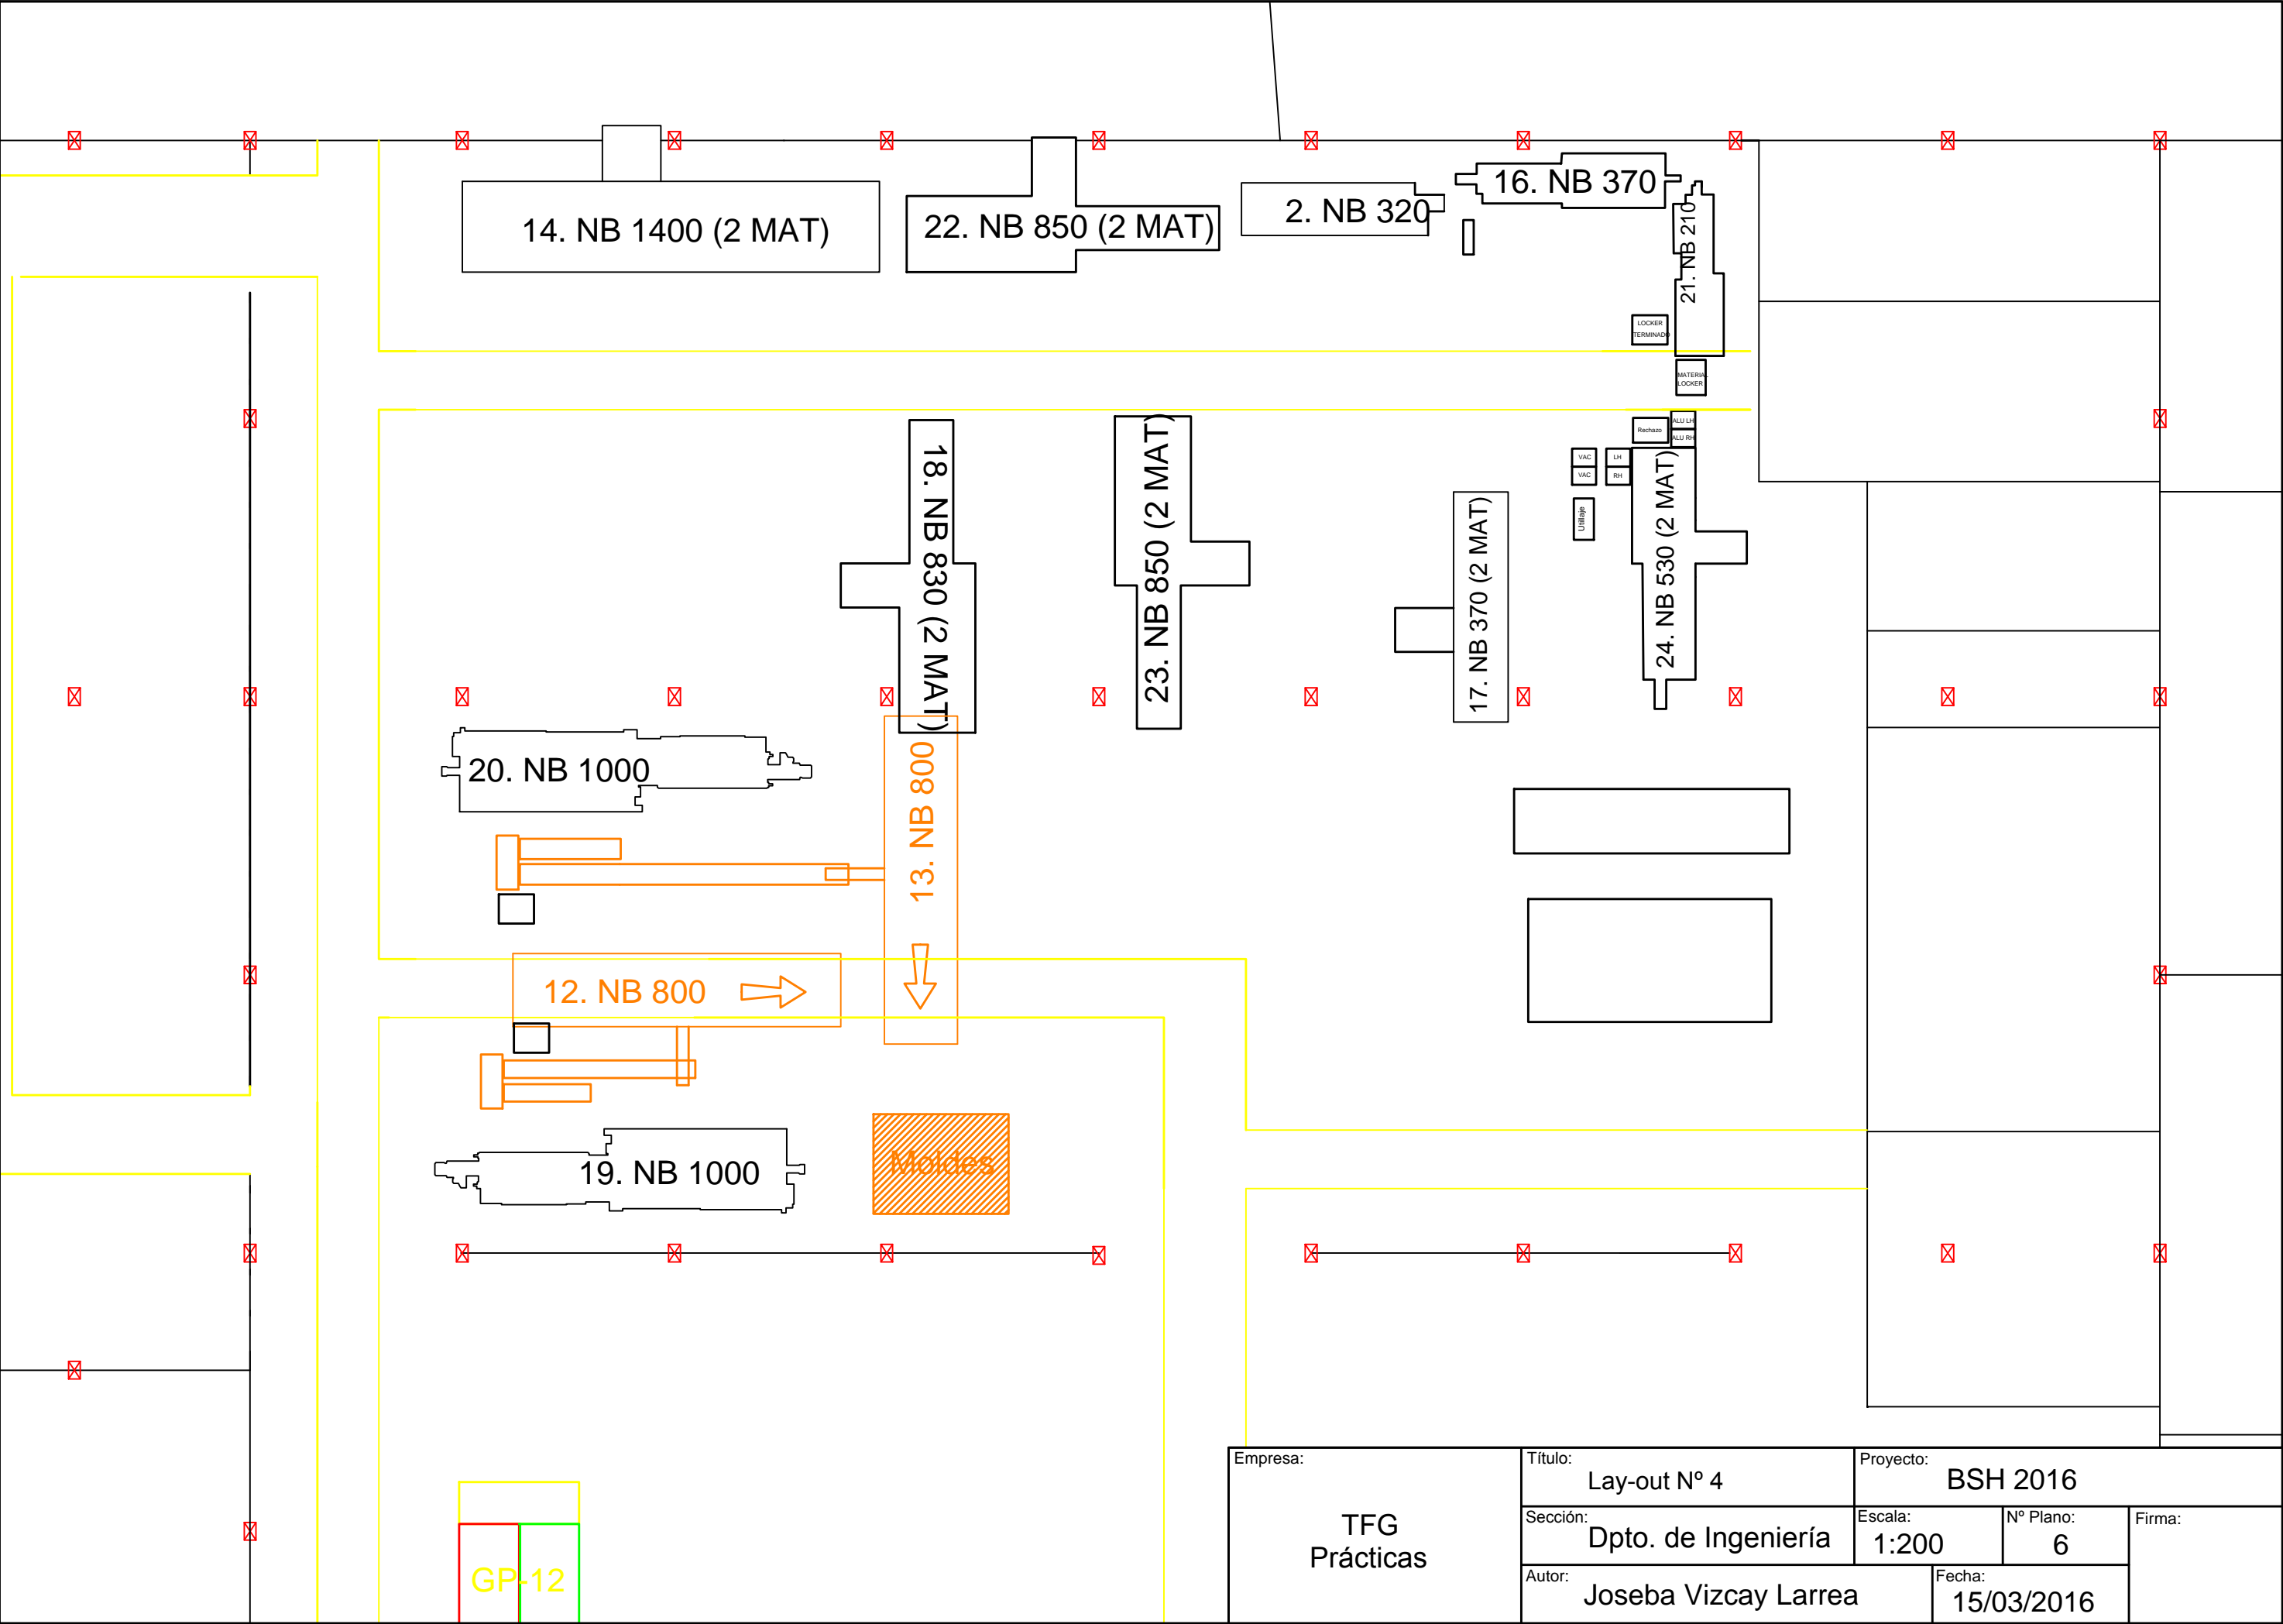 14. NB 1400 (2 MAT)
22. NB 850 (2 MAT)
2. NB 320
16. NB 370
21. NB 210
LOCKER
TERMINADO
MATERIAL
LOCKER
Rechazo
ALU LH
ALU RH
VAC
VAC
LH
RH
Utillaje
18. NB 830 (2 MAT)
23. NB 850 (2 MAT)
17. NB 370 (2 MAT)
24. NB 530 (2 MAT)
20. NB 1000
13. NB 800
12. NB 800
Moldes
19. NB 1000
GP-12
Empresa:
TFG
Prácticas
Título:
Lay-out Nº 4
Proyecto:
BSH 2016
Sección:
Dpto. de Ingeniería
Escala:
1:200
Nº Plano:
6
Firma:
Autor:
Joseba Vizcay Larrea
Fecha:
15/03/2016